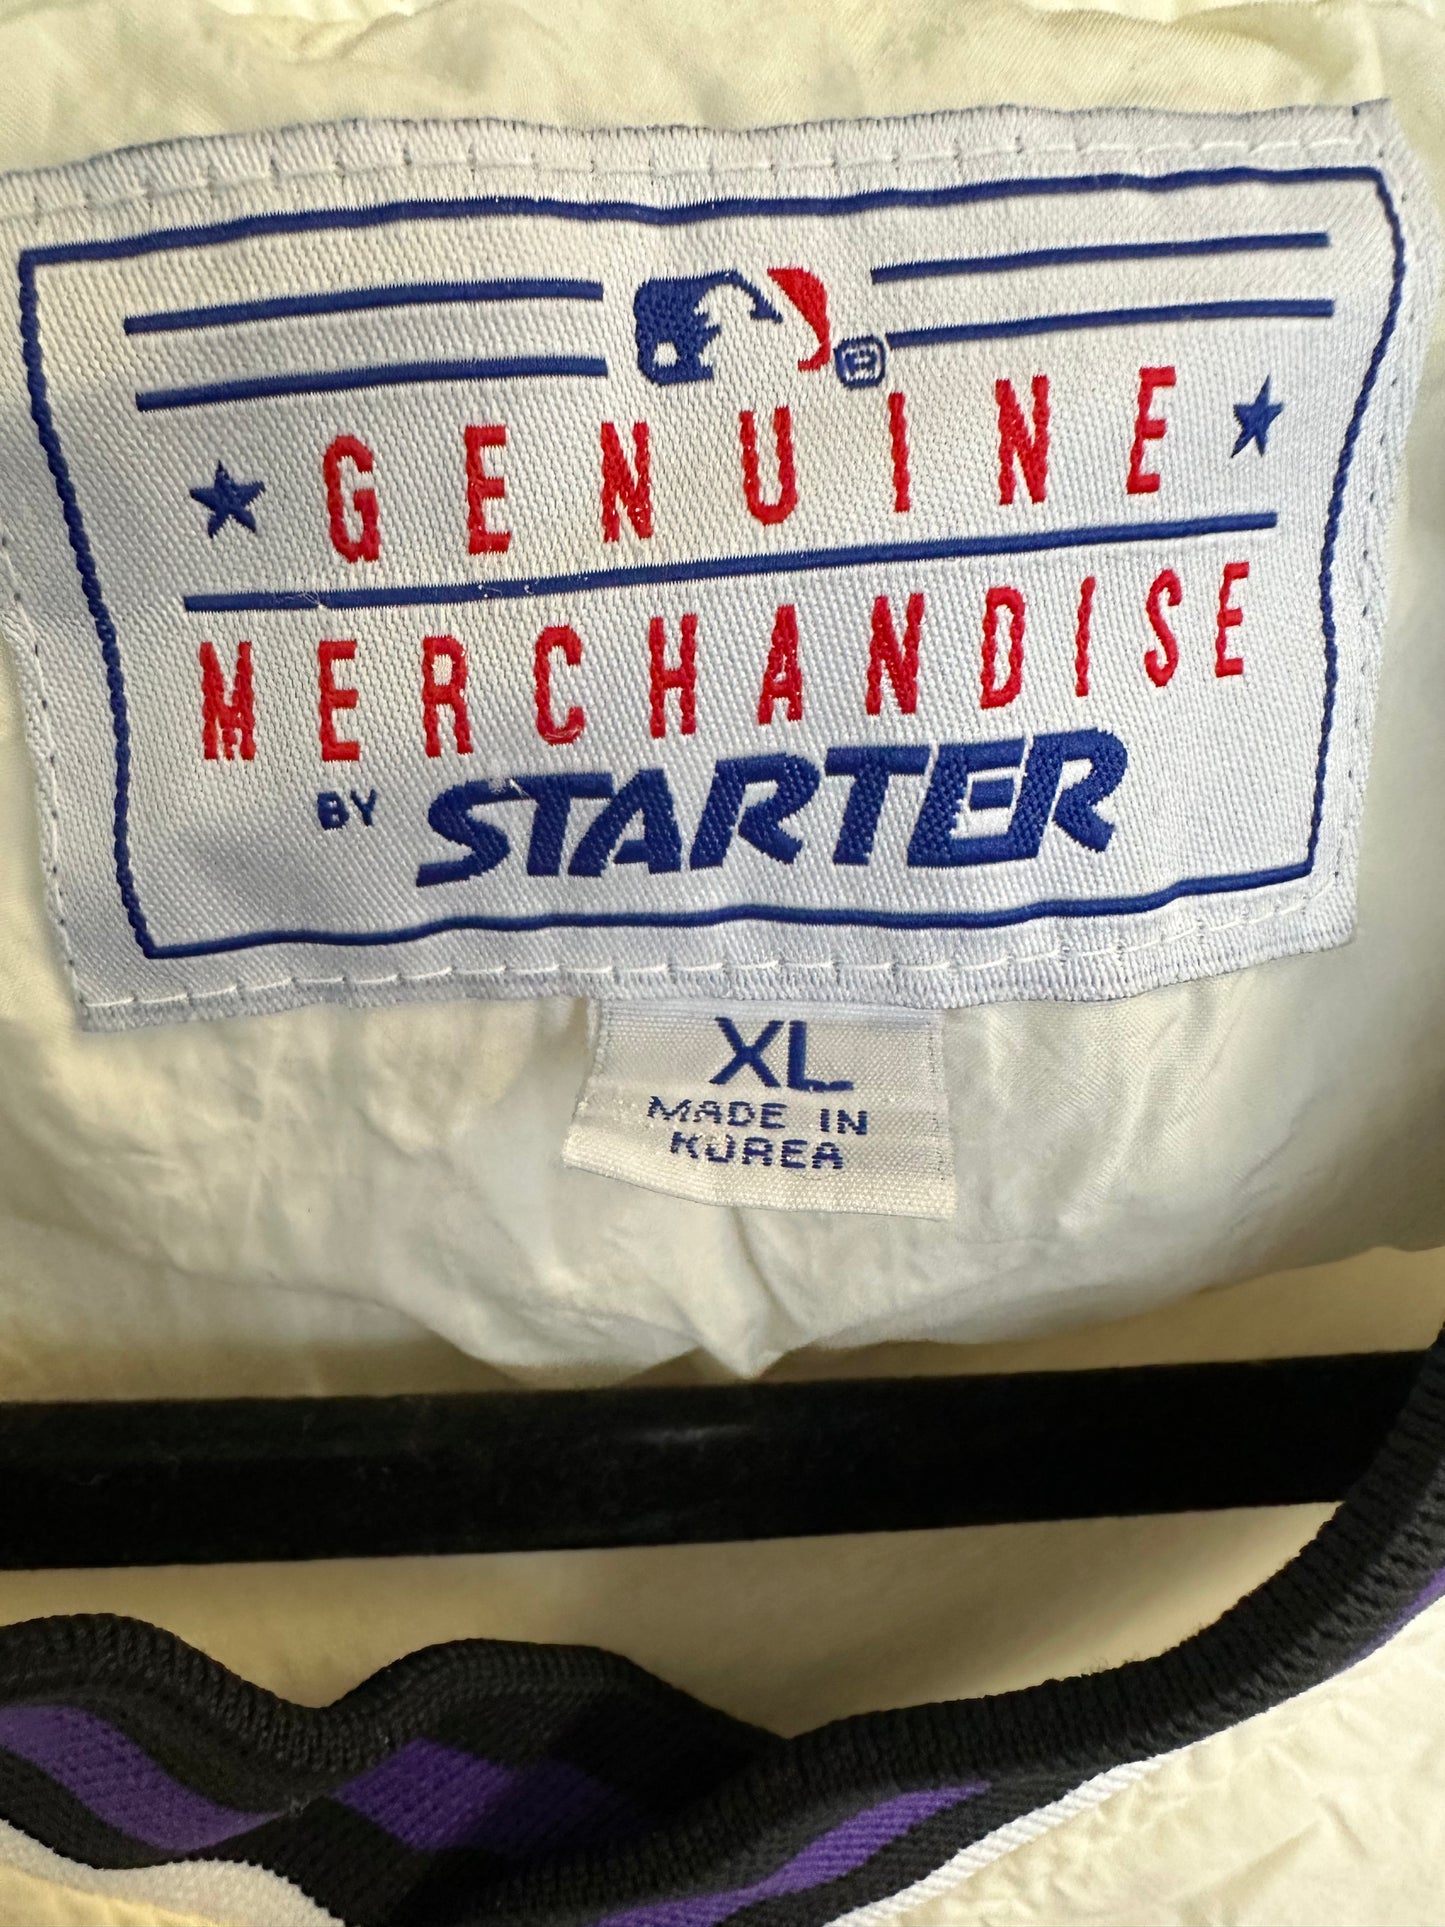 GENUINE
MERCHANDISE
BY STARTER
XL
MADE IN
KOREA